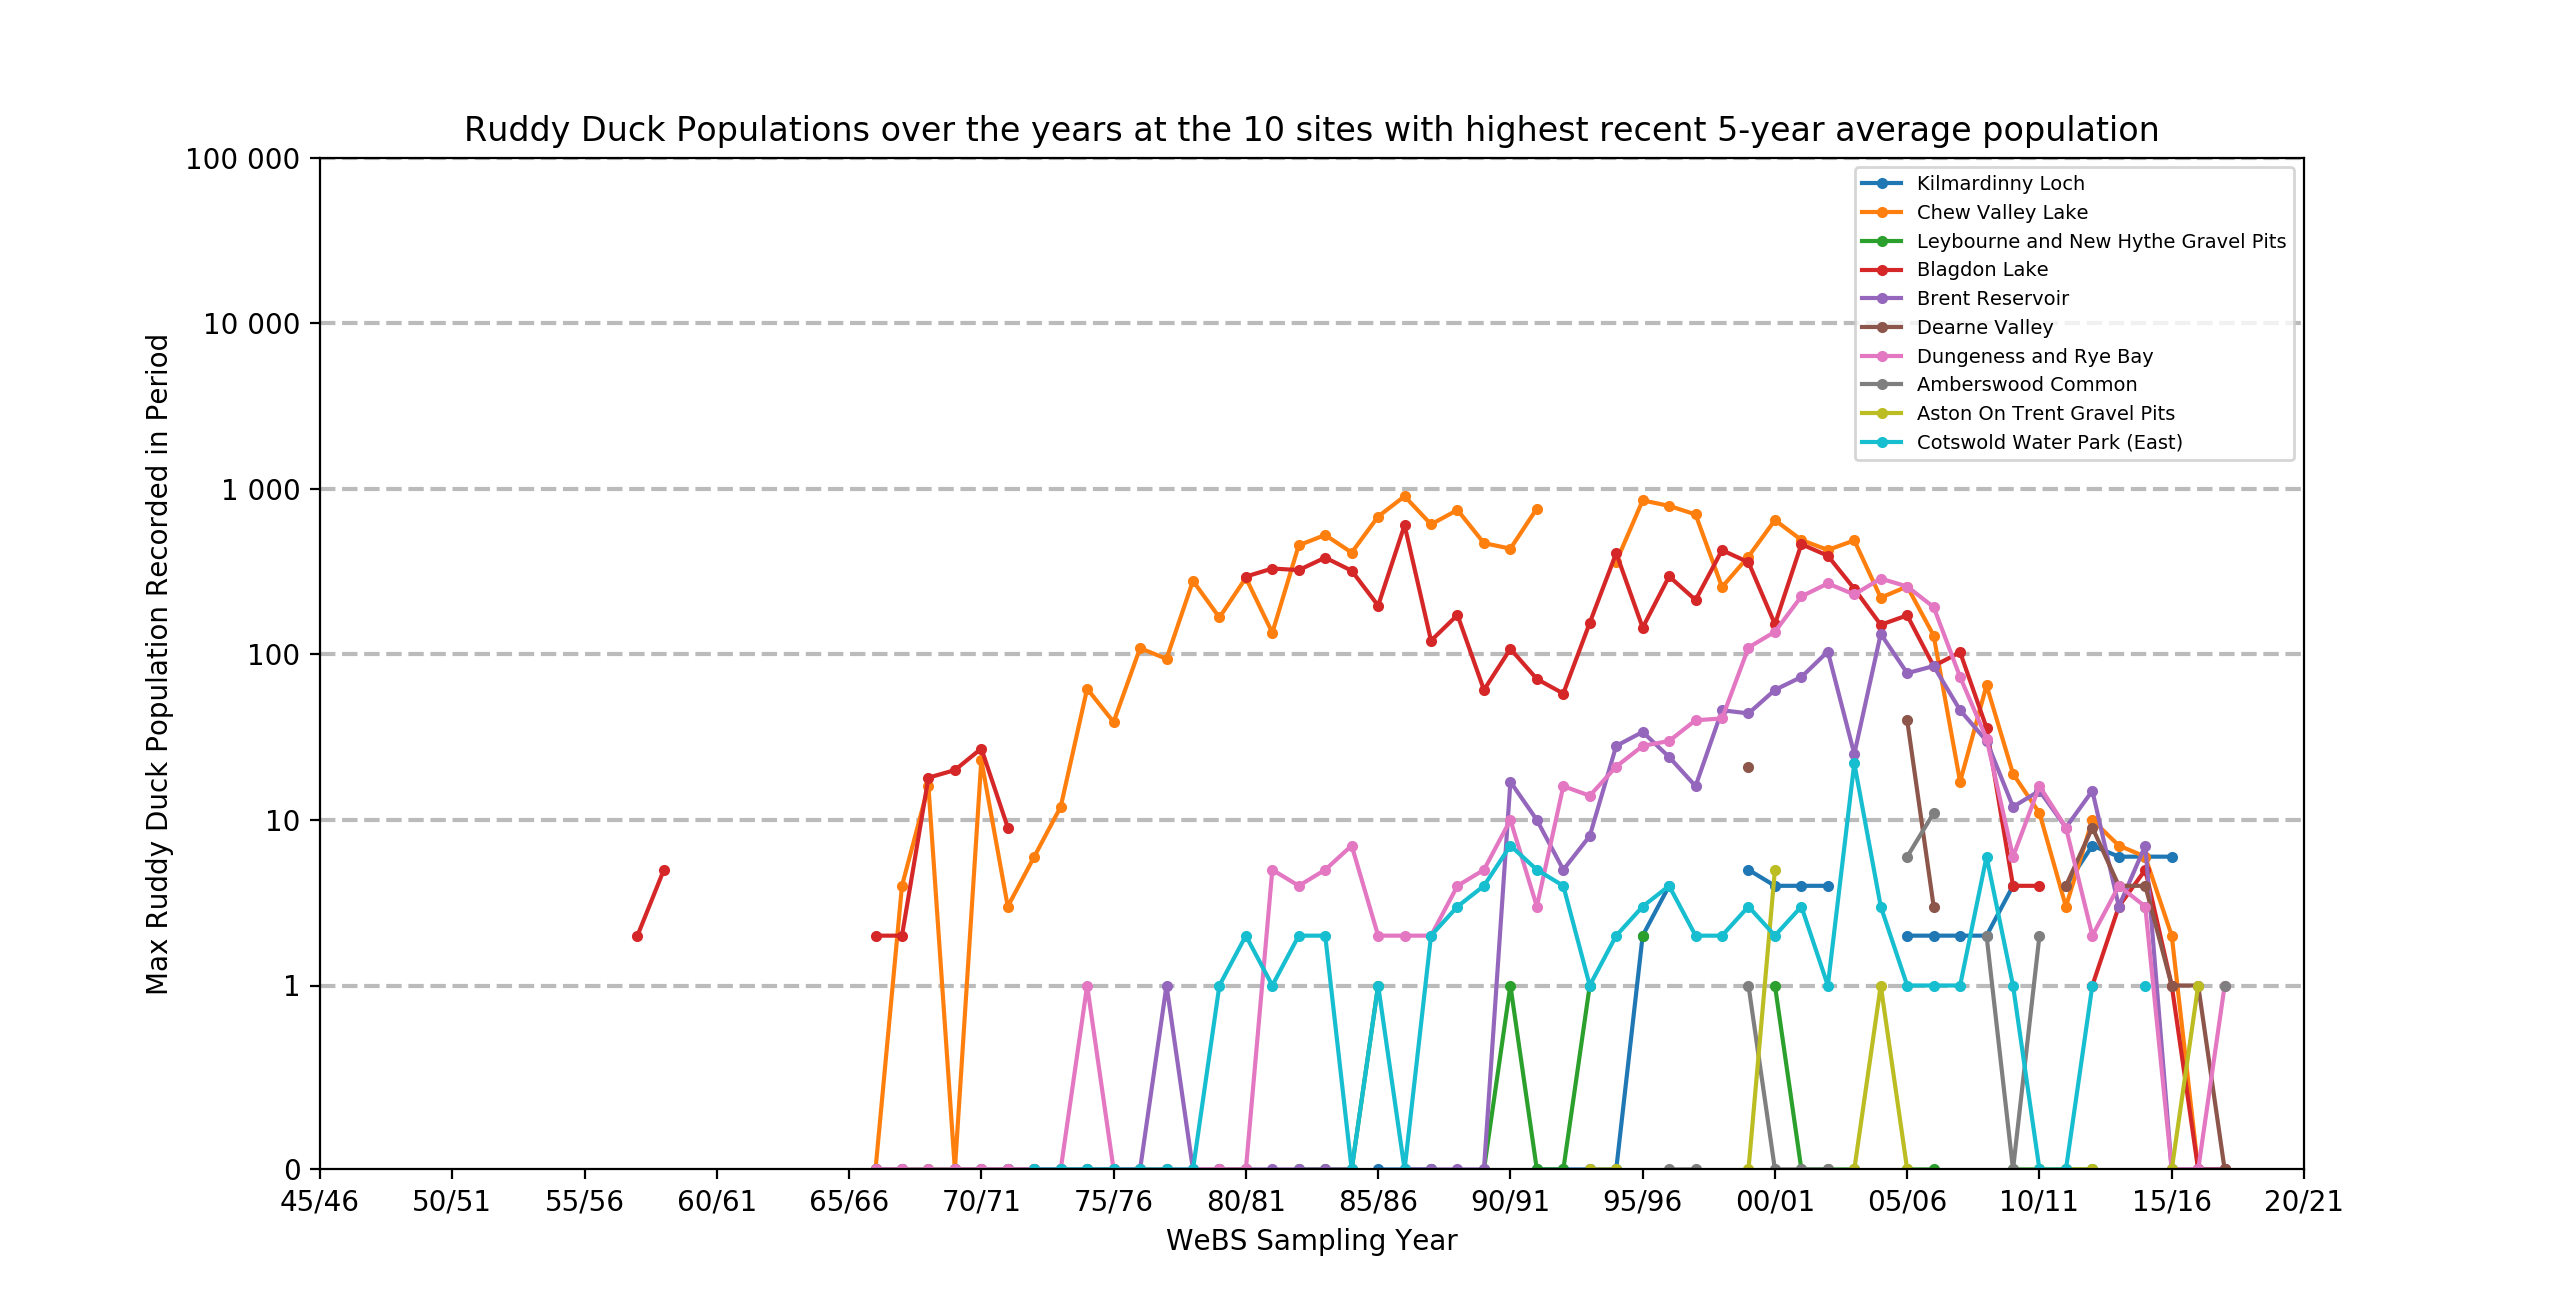 Ruddy Duck Populations over the years at the 10 sites with highest recent 5-year average population
100 000
10 000
1 000
100
10
1
0
Max Ruddy Duck Population Recorded in Period
Kilmardinny Loch
Chew Valley Lake
Leybourne and New Hythe Gravel Pits
Blagdon Lake
Brent Reservoir
Dearne Valley
Dungeness and Rye Bay
Amberswood Common
Aston On Trent Gravel Pits
Cotswold Water Park (East)
45/46 50/51 55/56 60/61 65/66 70/71 75/76 80/81 85/86 90/91 95/96 00/01 05/06 10/11 15/16 20/21
WeBS Sampling Year